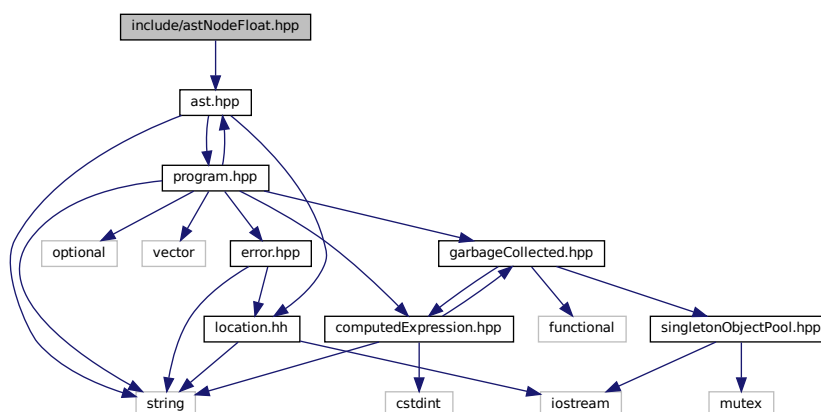 include/astNodeFloat.hpp
ast.hpp
program.hpp
optional
vector
error.hpp
garbageCollected.hpp
location.hh
computedExpression.hpp
functional
singletonObjectPool.hpp
string
cstdint
iostream
mutex